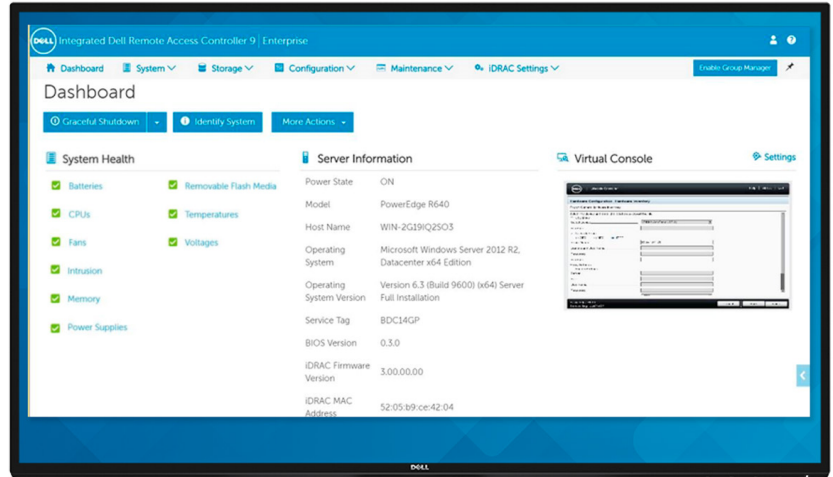 DELL Integrated Dell Remote Access Controller 9 | Enterprise
Dashboard System Storage Configuration Maintenance iDRAC Settings Enable Group Manager
Dashboard
Graceful Shutdown Identify System More Actions
System Health
Batteries
CPUs
Fans
Intrusion
Memory
Power Supplies
Removable Flash Media
Temperatures
Voltages
Server Information
Power State ON
Model PowerEdge R640
Host Name WIN-2G19IQ2SO3
Operating System Microsoft Windows Server 2012 R2,
Datacenter x64 Edition
Operating System Version Version 6.3 (Build 9600) (x64) Server
Full Installation
Service Tag BDC14GP
BIOS Version 0.3.0
iDRAC Firmware Version 3.00.00.00
iDRAC MAC Address 52:05:b9:ce:42:04
Virtual Console Settings
DELL